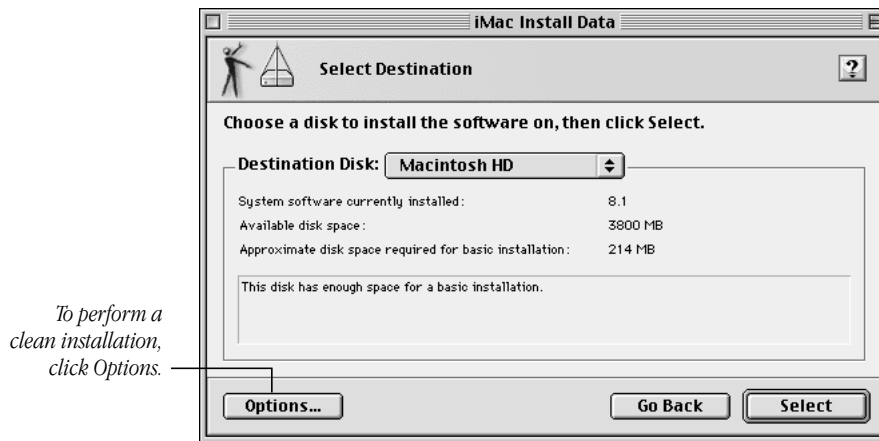 iMac Install Data
Select Destination
?
Choose a disk to install the software on, then click Select.
Destination Disk: Macintosh HD
System software currently installed: 8.1
Available disk space: 3800 MB
Approximate disk space required for basic installation: 214 MB
This disk has enough space for a basic installation.
To perform a
clean installation,
click Options.
Options...
Go Back
Select